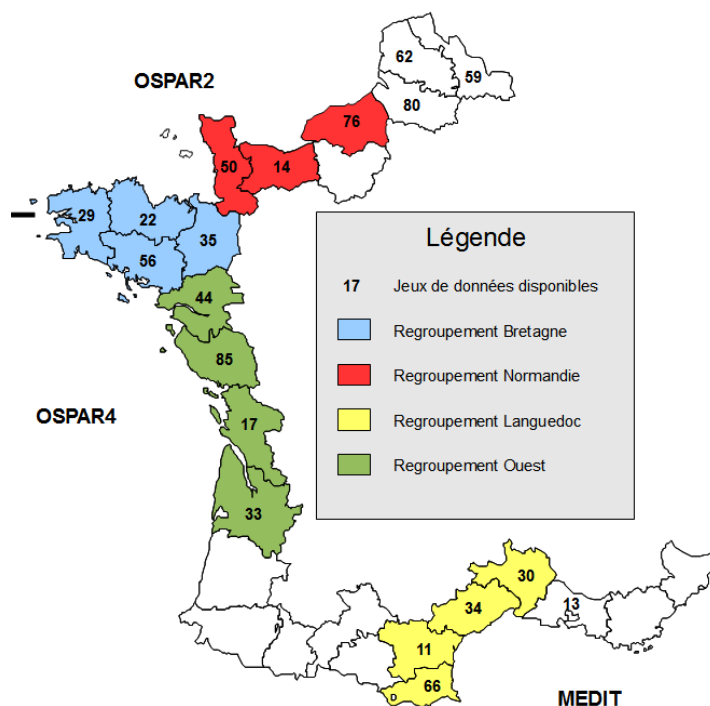 62
59
OSPAR2
80
76
50
14
29
22
35
56
44
85
17
33
OSPAR4
Légende
17 Jeux de données disponibles
Regroupement Bretagne
Regroupement Normandie
Regroupement Languedoc
Regroupement Ouest
30
34
13
11
66
D
MEDIT